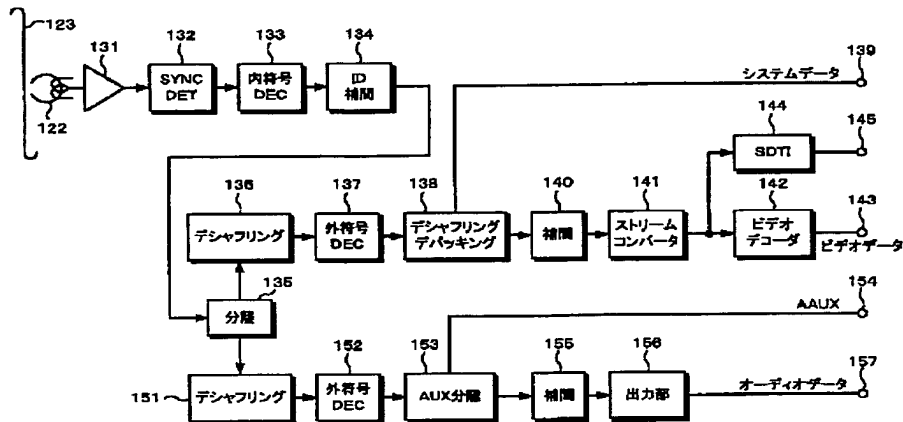 123
131
132
133
134
139
SYNC
DET
内符号
DEC
ID
補間
システムデータ
122
144
145
SDTI
136
137
138
140
141
142
143
デシャフリング
外符号
DEC
デシャフリング
デパッキング
補間
ストリーム
コンバータ
ビデオ
デコーダ
ビデオデータ
135
154
分離
AAUX
152
153
155
156
157
151
デシャフリング
外符号
DEC
AUX分離
補間
出力部
オーディオデータ